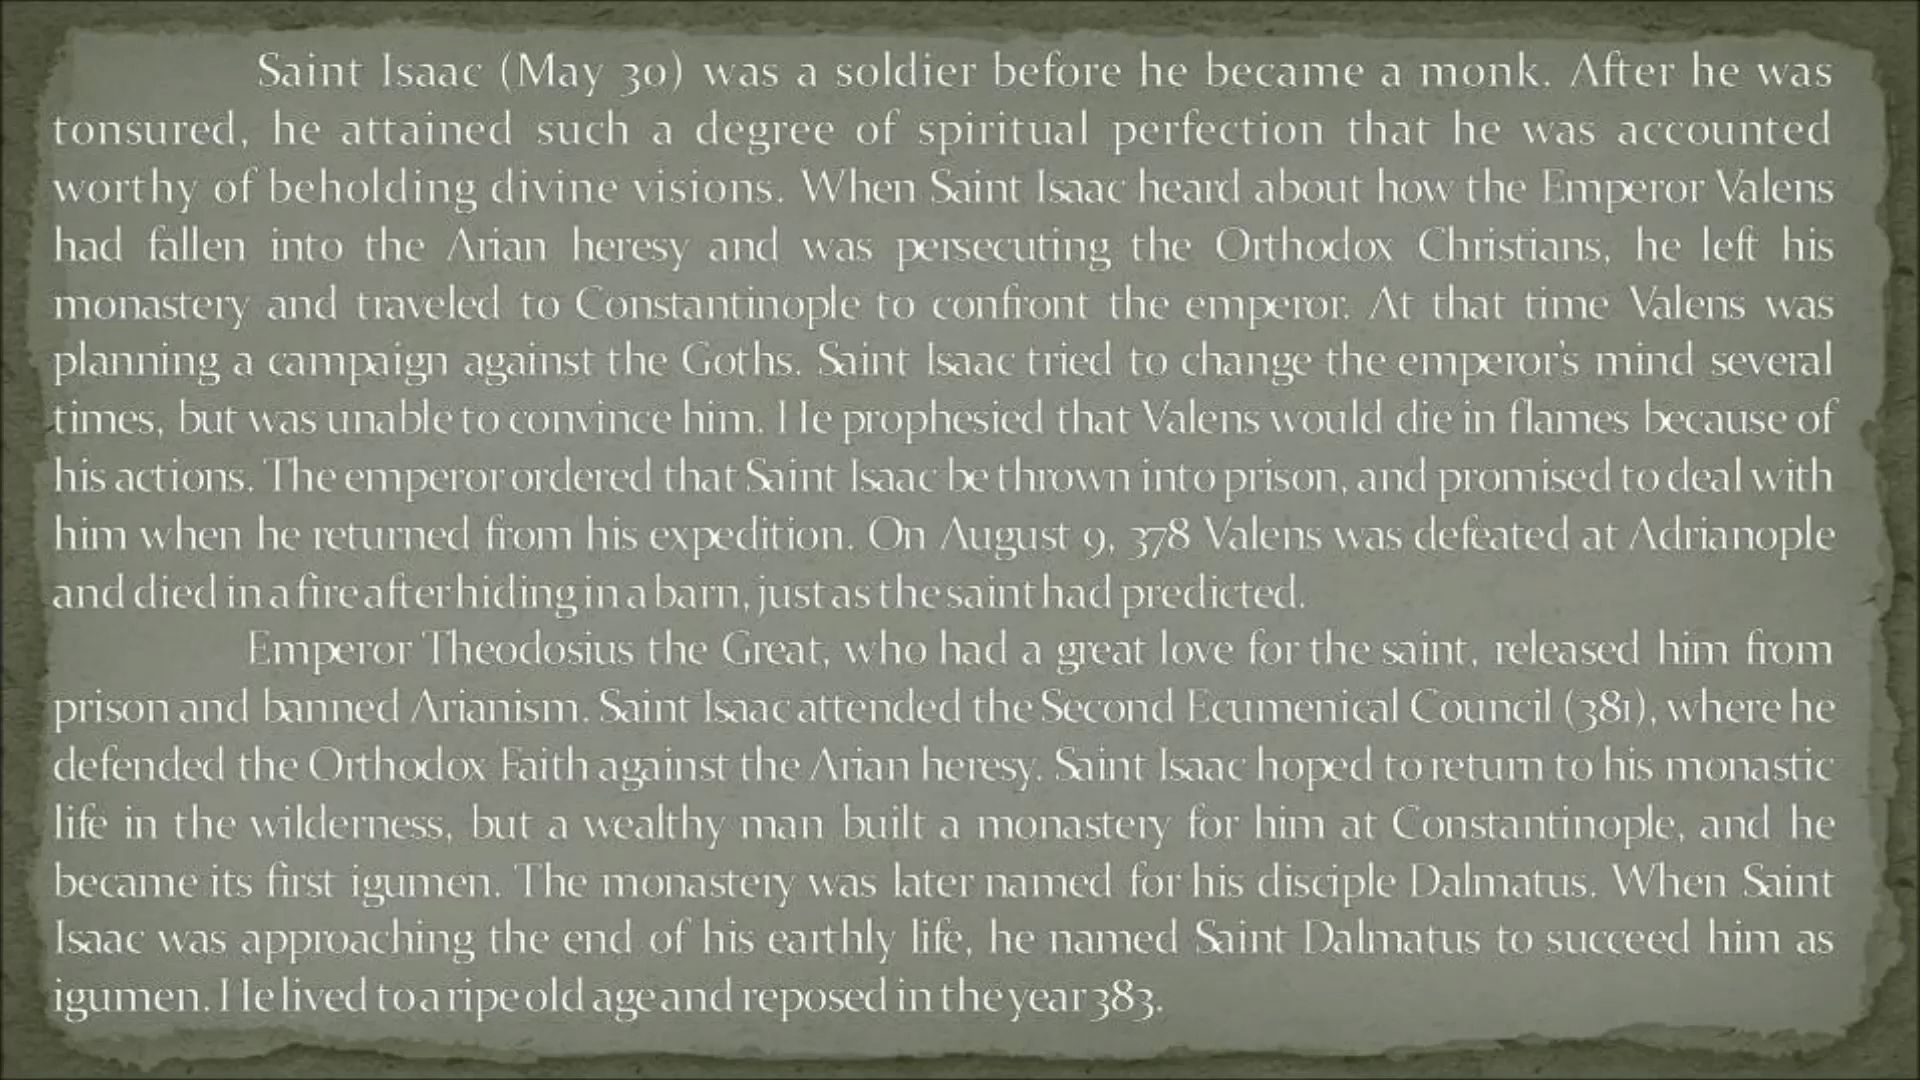 Saint Isaac (May 30) was a soldier before he became a monk. After he was
tonsured, he attained such a degree of spiritual perfection that he was accounted
worthy of beholding divine visions. When Saint Isaac heard about how the Emperor Valens
had fallen into the Arian heresy and was persecuting the Orthodox Christians, he left his
monastery and traveled to Constantinople to confront the emperor. At that time Valens was
planning a campaign against the Goths. Saint Isaac tried to change the emperor's mind several
times, but was unable to convince him. He prophesied that Valens would die in flames because of
his actions. The emperor ordered that Saint Isaac be thrown into prison, and promised to deal with
him when he returned from his expedition. On August 9, 378 Valens was defeated at Adrianople
and died in a fire after hiding in a barn, just as the saint had predicted.
Emperor Theodosius the Great, who had a great love for the saint, released him from
prison and banned Arianism. Saint Isaac attended the Second Ecumenical Council (381), where he
defended the Orthodox Faith against the Arian heresy. Saint Isaac hoped to return to his monastic
life in the wilderness, but a wealthy man built a monastery for him at Constantinople, and he
became its first igumen. The monastery was later named for his disciple Dalmatus. When Saint
Isaac was approaching the end of his earthly life, he named Saint Dalmatus to succeed him as
igumen. He lived to a ripe old age and reposed in the year 383.